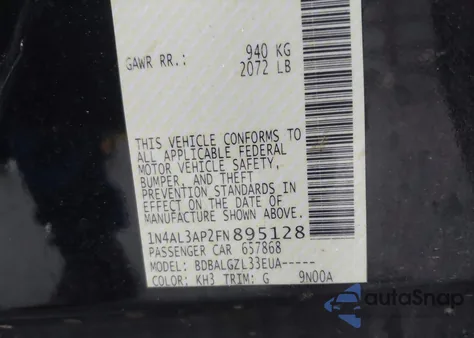 GAWR RR.: 940 KG
2072 LB
THIS VEHICLE CONFORMS TO
ALL APPLICABLE FEDERAL
MOTOR VEHICLE SAFETY,
BUMPER, AND THEFT
PREVENTION STANDARDS IN
EFFECT ON THE DATE OF
MANUFACTURE SHOWN ABOVE.
1N4AL3AP2FN895128
PASSENGER CAR 657868
MODEL: BDBALGZL33EUA-----
COLOR: KH3 TRIM: G 9N00A
autoSnap